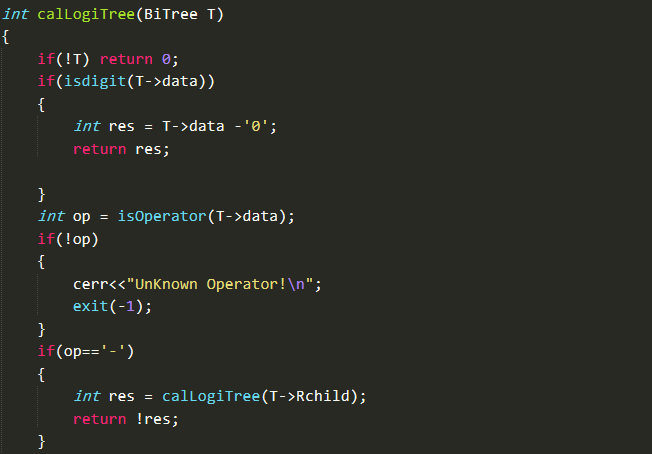 int calLogiTree(BiTree T)
{
    if(!T) return 0;
    if(isdigit(T->data))
    {
        int res = T->data -'0';
        return res;

    }
    int op = isOperator(T->data);
    if(!op)
    {
        cerr<<"UnKnown Operator!\n";
        exit(-1);
    }
    if(op=='-')
    {
        int res = calLogiTree(T->Rchild);
        return !res;
    }